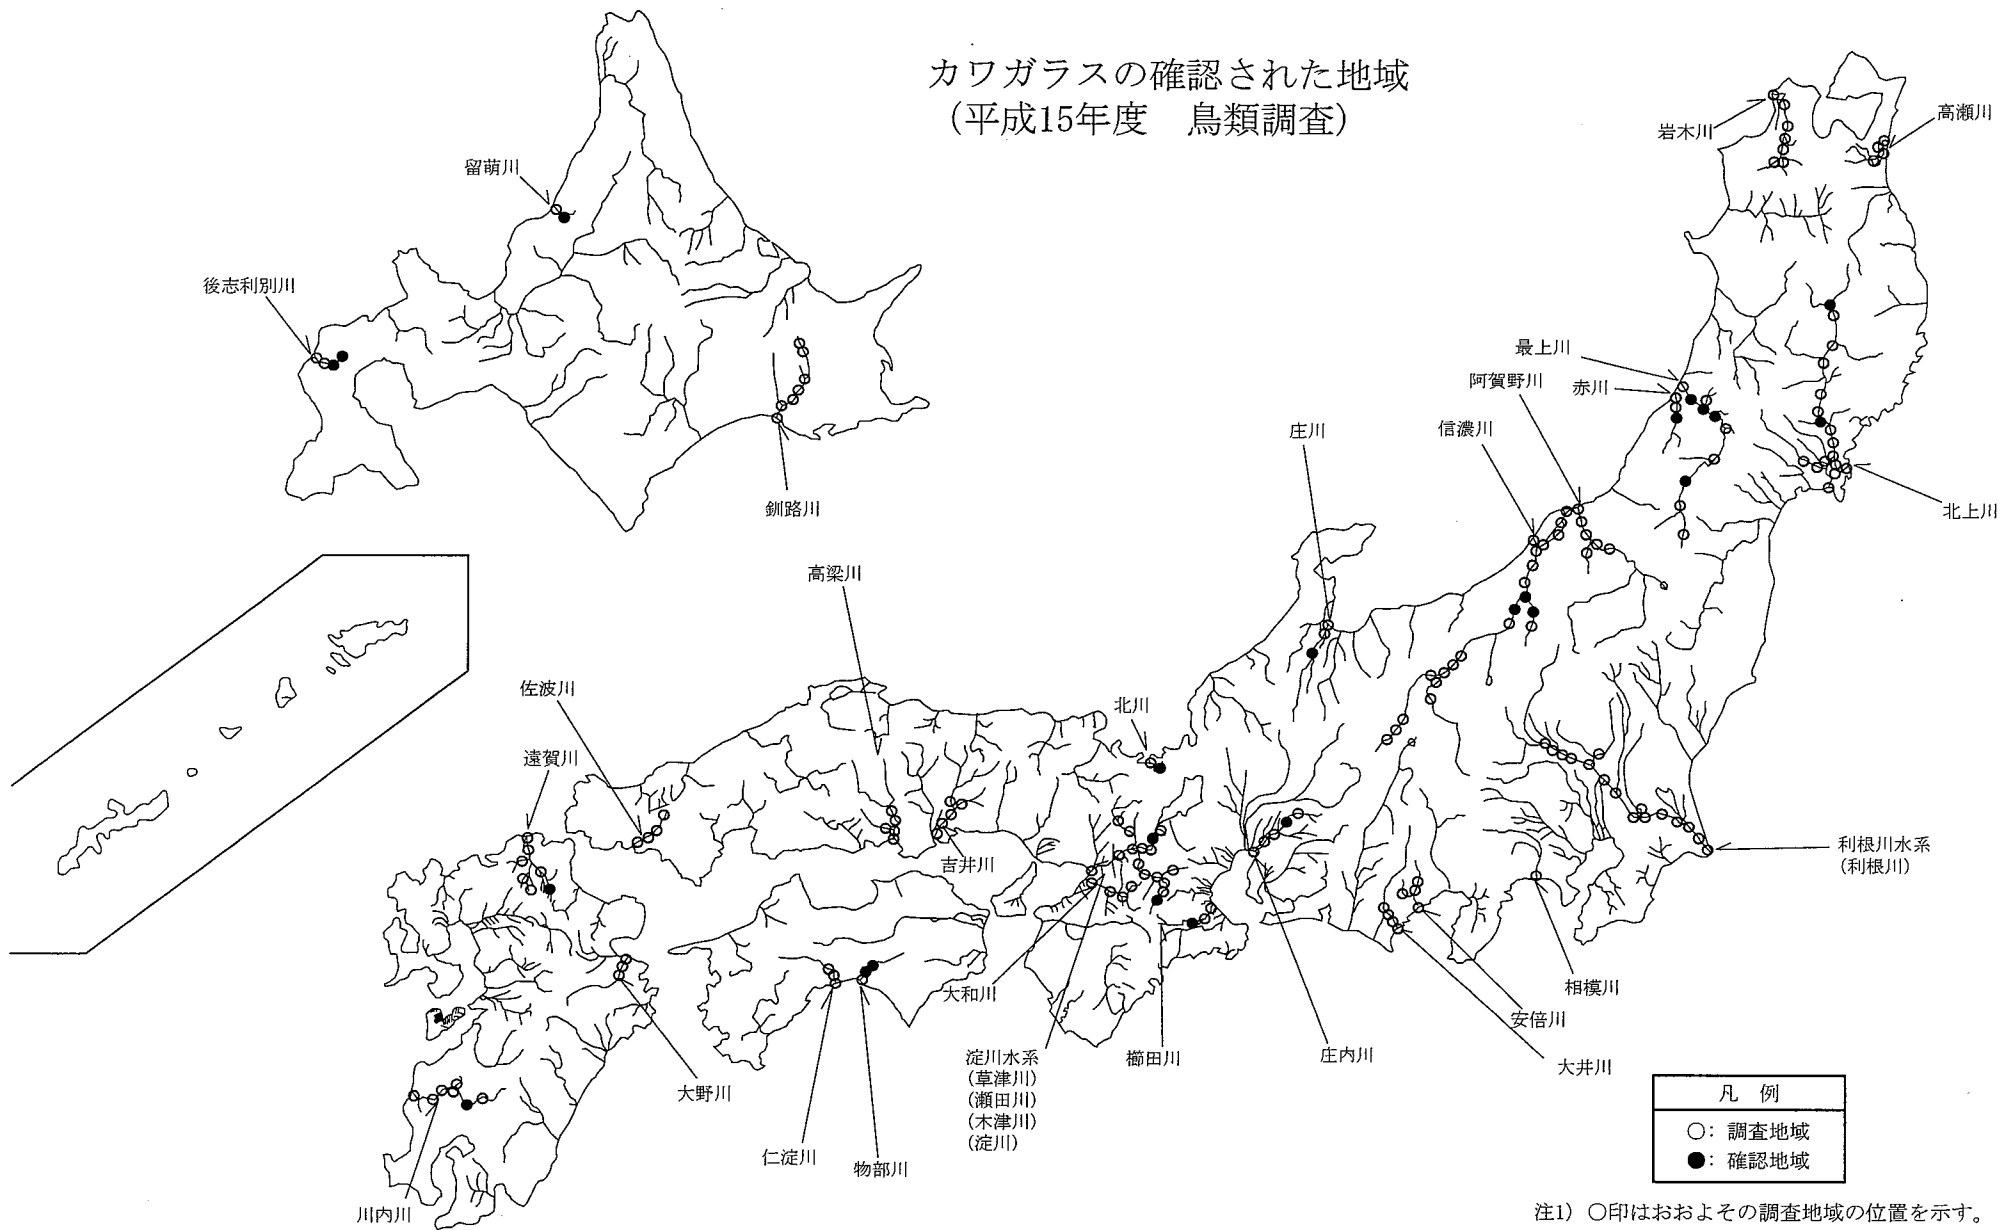 カワガラスの確認された地域
(平成15年度　鳥類調査)
岩木川
高瀬川
留萌川
後志利別川
釧路川
最上川
阿賀野川
赤川
信濃川
庄川
北上川
高梁川
佐波川
遠賀川
北川
吉井川
利根川水系
(利根川)
大和川
相模川
安倍川
大井川
庄内川
櫛田川
淀川水系
(草津川)
(瀬田川)
(木津川)
(淀川)
大野川
仁淀川
物部川
川内川
凡　例
○： 調査地域
●： 確認地域
注1) ○印はおおよその調査地域の位置を示す。